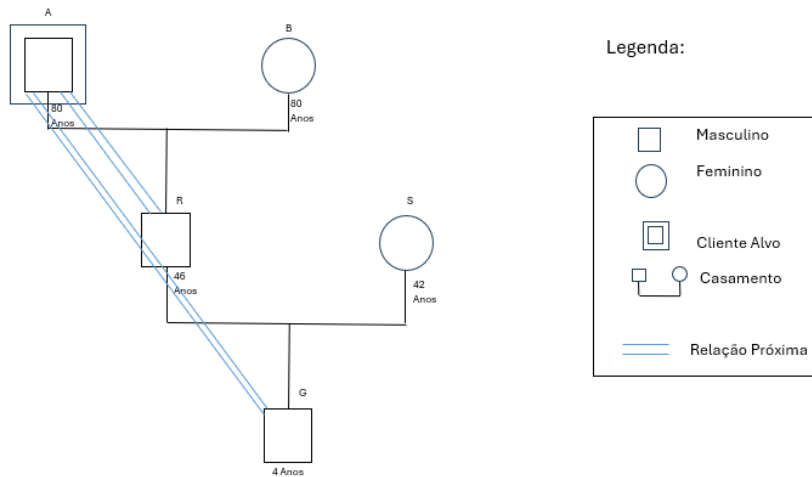 A
B
80
Anos
80
Anos
R
S
46
Anos
42
Anos
G
4 Anos
Legenda:
Masculino
Feminino
Cliente Alvo
Casamento
Relação Próxima